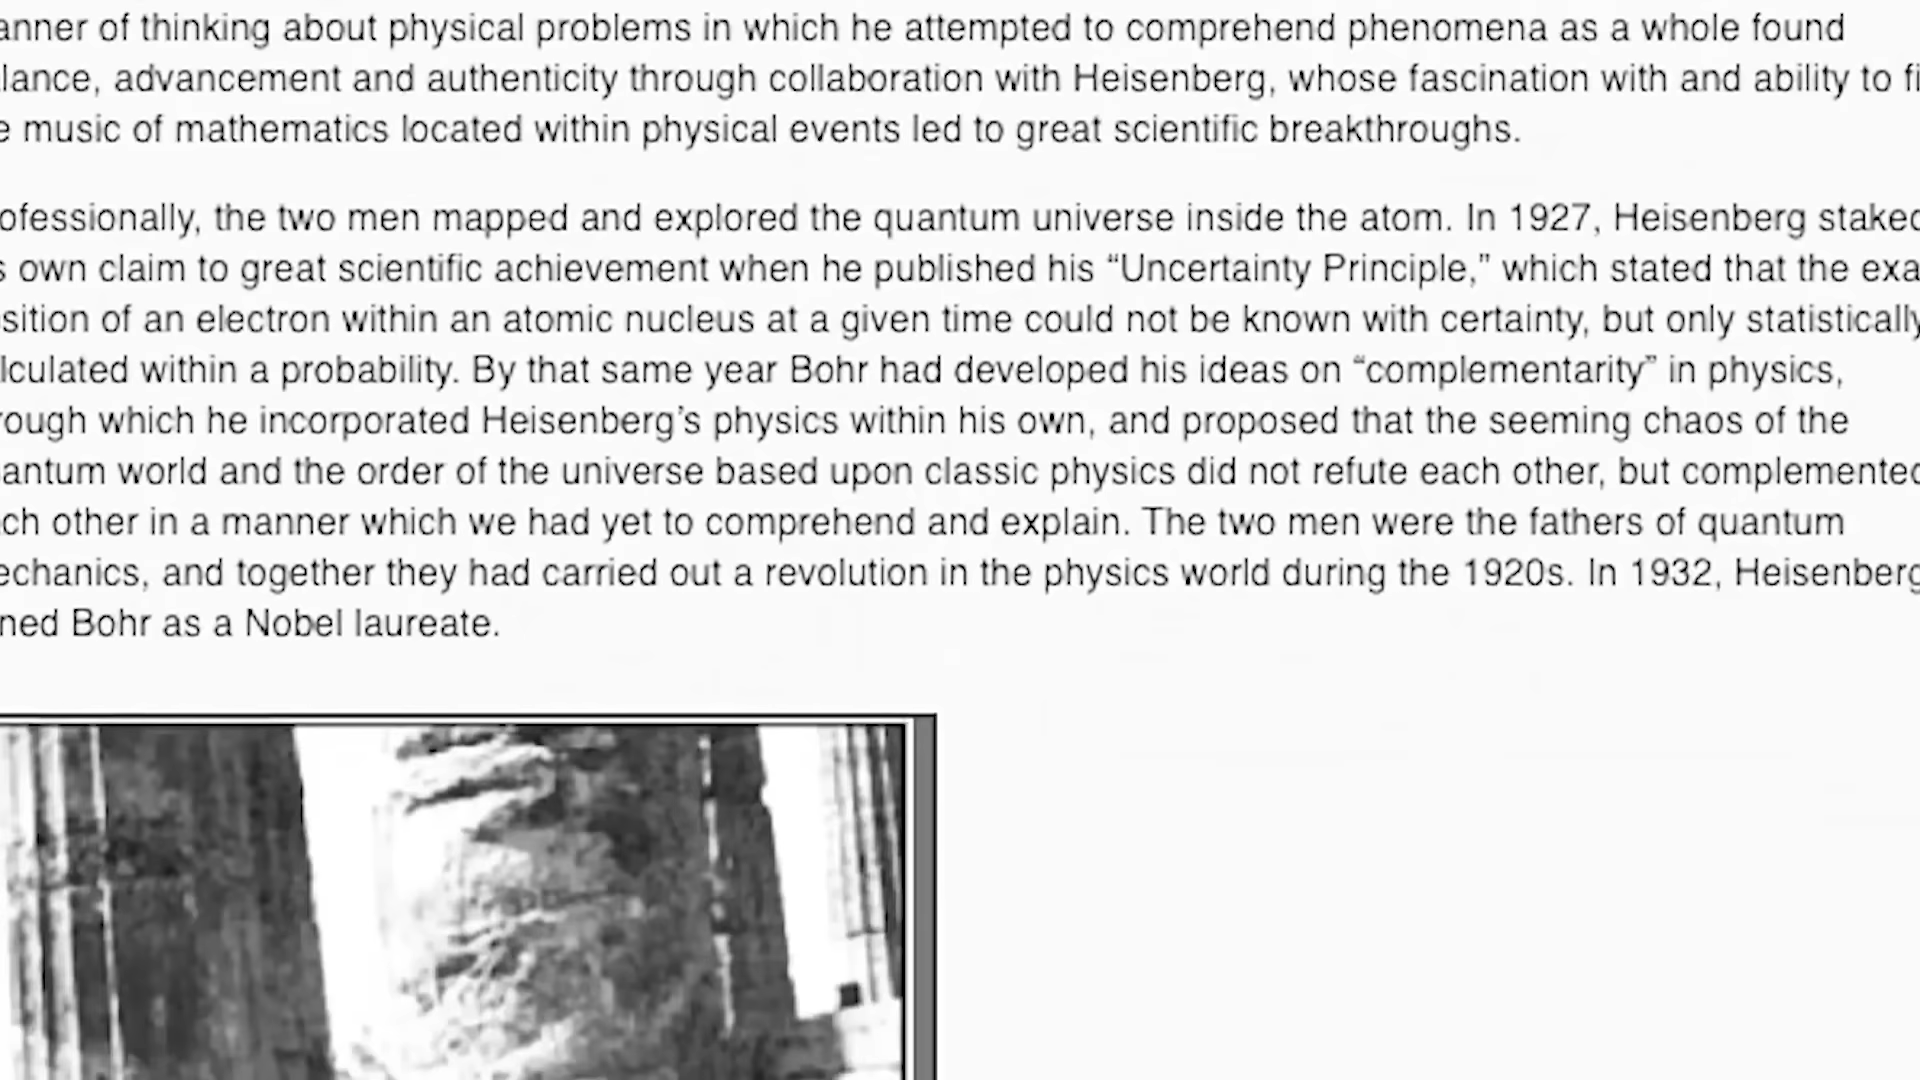 anner of thinking about physical problems in which he attempted to comprehend phenomena as a whole found
lance, advancement and authenticity through collaboration with Heisenberg, whose fascination with and ability to fi
e music of mathematics located within physical events led to great scientific breakthroughs.
ofessionally, the two men mapped and explored the quantum universe inside the atom. In 1927, Heisenberg staked
s own claim to great scientific achievement when he published his “Uncertainty Principle,” which stated that the exa
sition of an electron within an atomic nucleus at a given time could not be known with certainty, but only statistically
lculated within a probability. By that same year Bohr had developed his ideas on “complementarity” in physics,
rough which he incorporated Heisenberg’s physics within his own, and proposed that the seeming chaos of the
antum world and the order of the universe based upon classic physics did not refute each other, but complemented
ch other in a manner which we had yet to comprehend and explain. The two men were the fathers of quantum
echanics, and together they had carried out a revolution in the physics world during the 1920s. In 1932, Heisenberg
ned Bohr as a Nobel laureate.